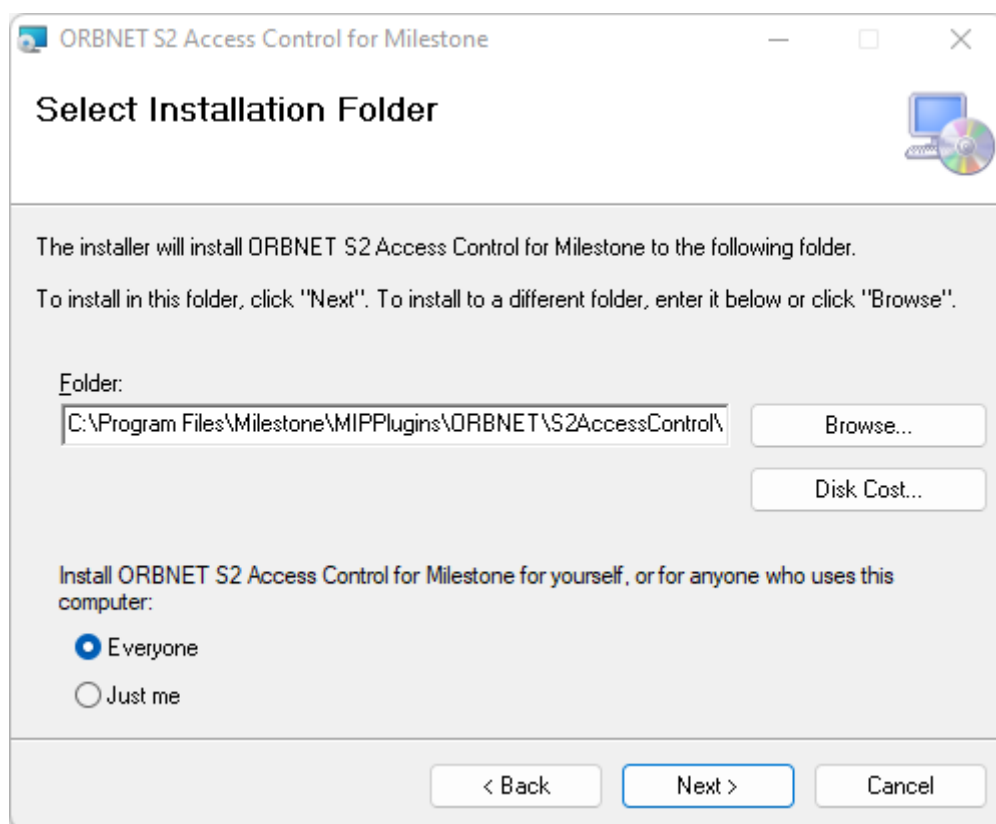 ORBNET S2 Access Control for Milestone
Select Installation Folder
The installer will install ORBNET S2 Access Control for Milestone to the following folder.
To install in this folder, click "Next". To install to a different folder, enter it below or click "Browse".
Folder:
C:\Program Files\Milestone\MIPPlugins\ORBNET\S2AccessControl\
Browse...
Disk Cost...
Install ORBNET S2 Access Control for Milestone for yourself, or for anyone who uses this
computer:
Everyone
Just me
< Back
Next >
Cancel